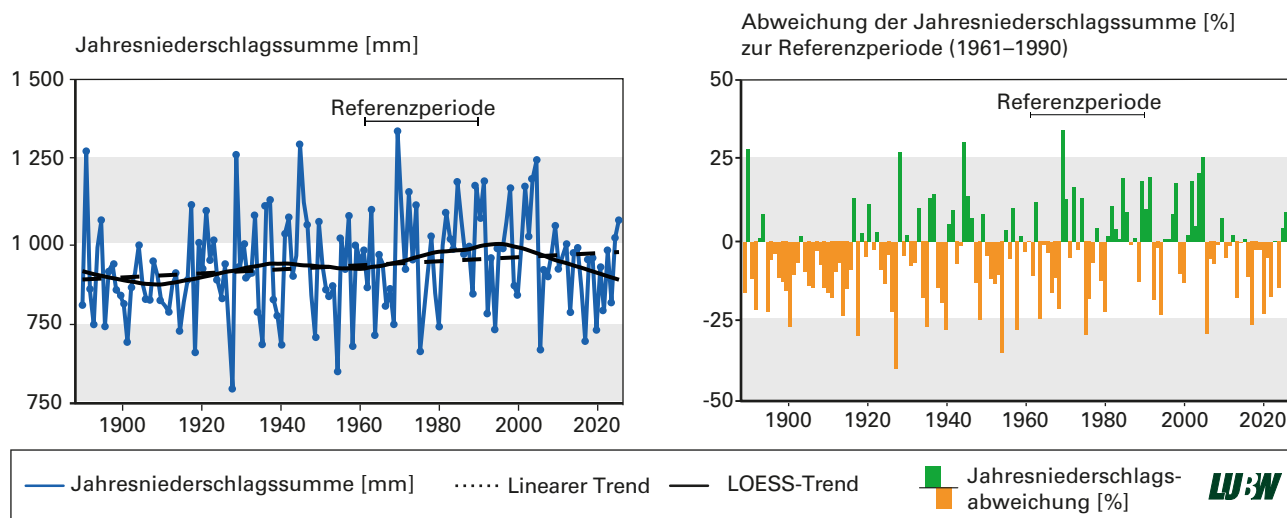 Jahresniederschlagssumme [mm]
1 500
1 250
1 000
750
750
Referenzperiode
1900 1920 1940 1960 1980 2000 2020
Abweichung der Jahresniederschlagssumme [%]
zur Referenzperiode (1961–1990)
50
25
0
-25
-50
Referenzperiode
1900 1920 1940 1960 1980 2000 2020
Jahresniederschlagssumme [mm]
Linearer Trend
LOESS-Trend
Jahresniederschlags-
abweichung [%]
LUBW